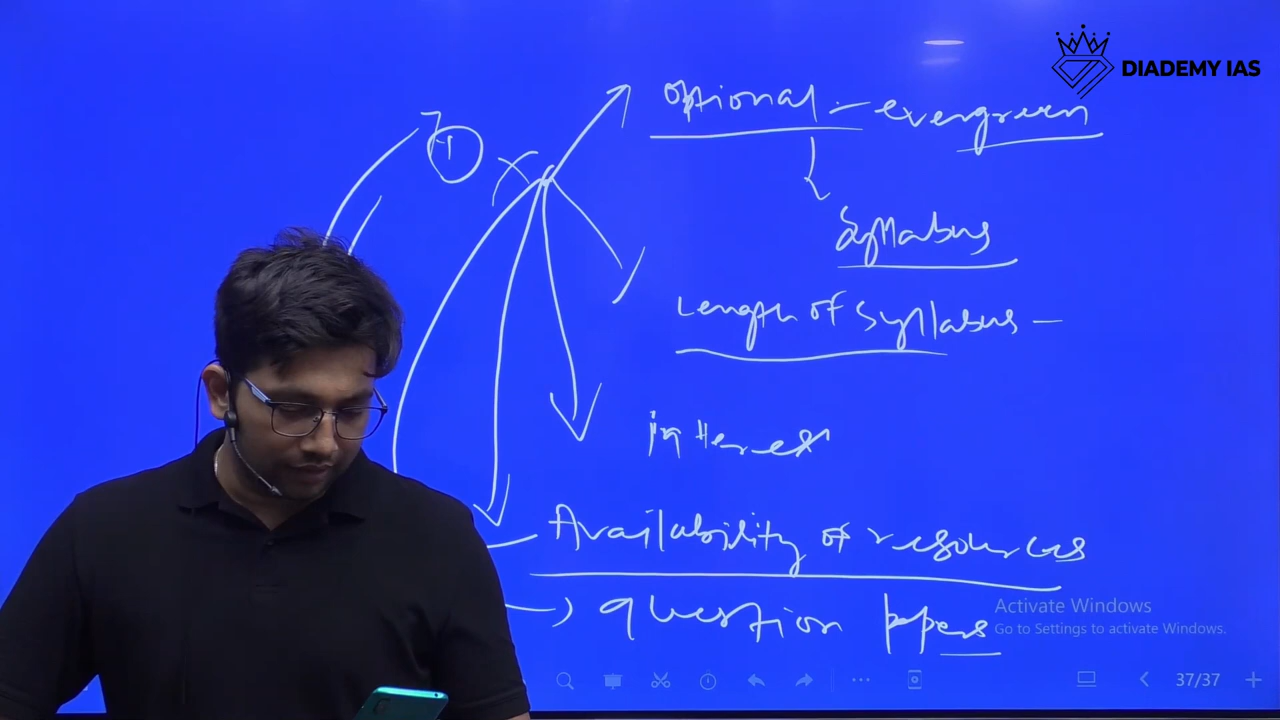 DIADEMY IAS
optional - evergreen
1
Syllabus
Length of Syllabus -
interest
Availability of resources
question papers
Activate Windows
Go to Settings to activate Windows.
37/37